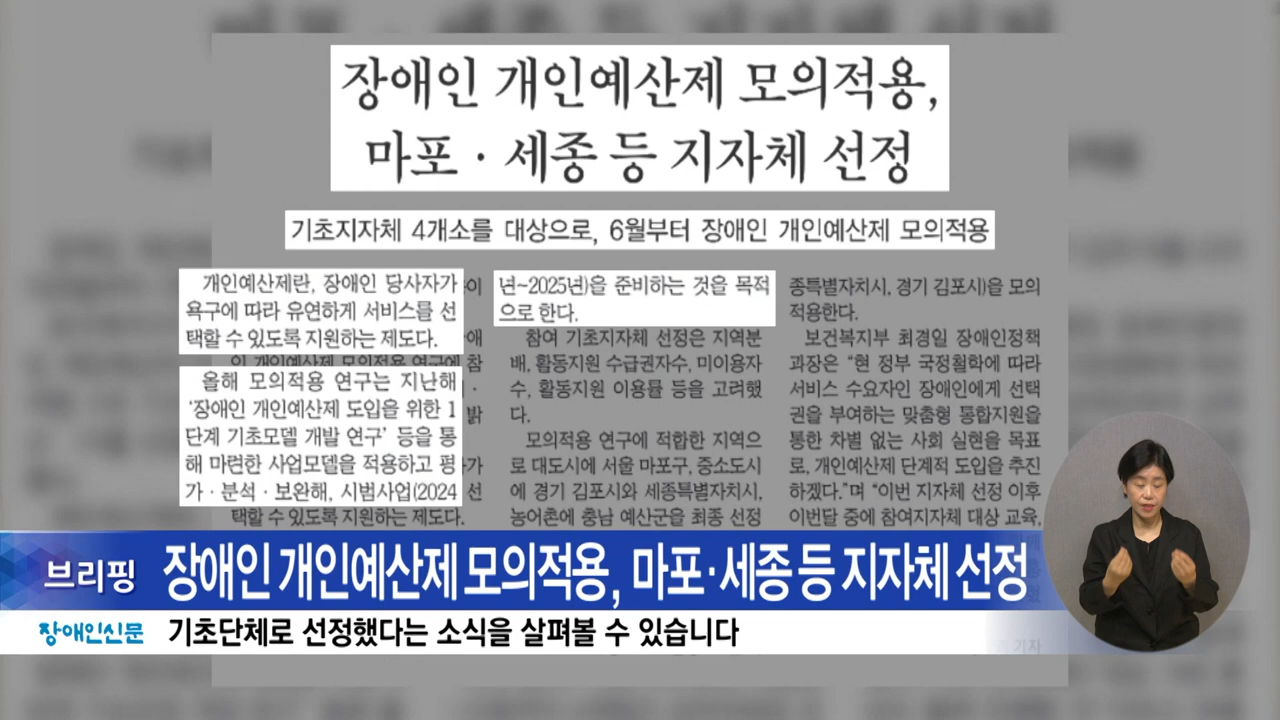 장애인 개인예산제 모의적용,
마포·세종 등 지자체 선정
기초지자체 4개소를 대상으로, 6월부터 장애인 개인예산제 모의적용
개인예산제란, 장애인 당사자가
욕구에 따라 유연하게 서비스를 선
택할 수 있도록 지원하는 제도다.
올해 모의적용 연구는 지난해
‘장애인 개인예산제 도입을 위한 1
단계 기초모델 개발 연구’ 등을 통
해 마련한 사업모델을 적용하고 평
가·분석·보완해, 시범사업(2024
택할 수 있도록 지원하는 제도다.
년~2025년)을 준비하는 것을 목적
으로 한다.
참여 기초지자체 선정은 지역분
배, 활동지원 수급권자수, 미이용자
수, 활동지원 이용률 등을 고려했
다.
모의적용 연구에 적합한 지역으
로 대도시에 서울 마포구, 중소도시
에 경기 김포시와 세종특별자치시,
농어촌에 충남 예산군을 최종 선정
종특별자치시, 경기 김포시)을 모의
적용한다.
보건복지부 최경일 장애인정책
과장은 “현 정부 국정철학에 따라
서비스 수요자인 장애인에게 선택
권을 부여하는 맞춤형 통합지원을
통한 차별 없는 사회 실현을 목표
로, 개인예산제 단계적 도입을 추진
하겠다.”며 “이번 지자체 선정 이후
이번달 중에 참여지자체 대상 교육,
브리핑 장애인 개인예산제 모의적용, 마포·세종 등 지자체 선정
장애인신문 기초단체로 선정했다는 소식을 살펴볼 수 있습니다